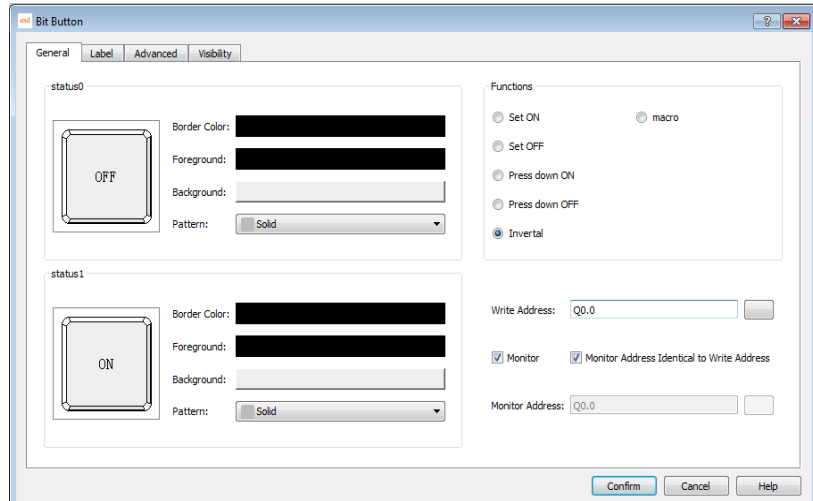 Bit Button
General Label Advanced Visibility
status0
OFF
Border Color:
Foreground:
Background:
Pattern: Solid
status1
ON
Border Color:
Foreground:
Background:
Pattern: Solid
Functions
Set ON macro
Set OFF
Press down ON
Press down OFF
Invertal
Write Address: Q0.0
Monitor Monitor Address Identical to Write Address
Monitor Address: Q0.0
Confirm Cancel Help